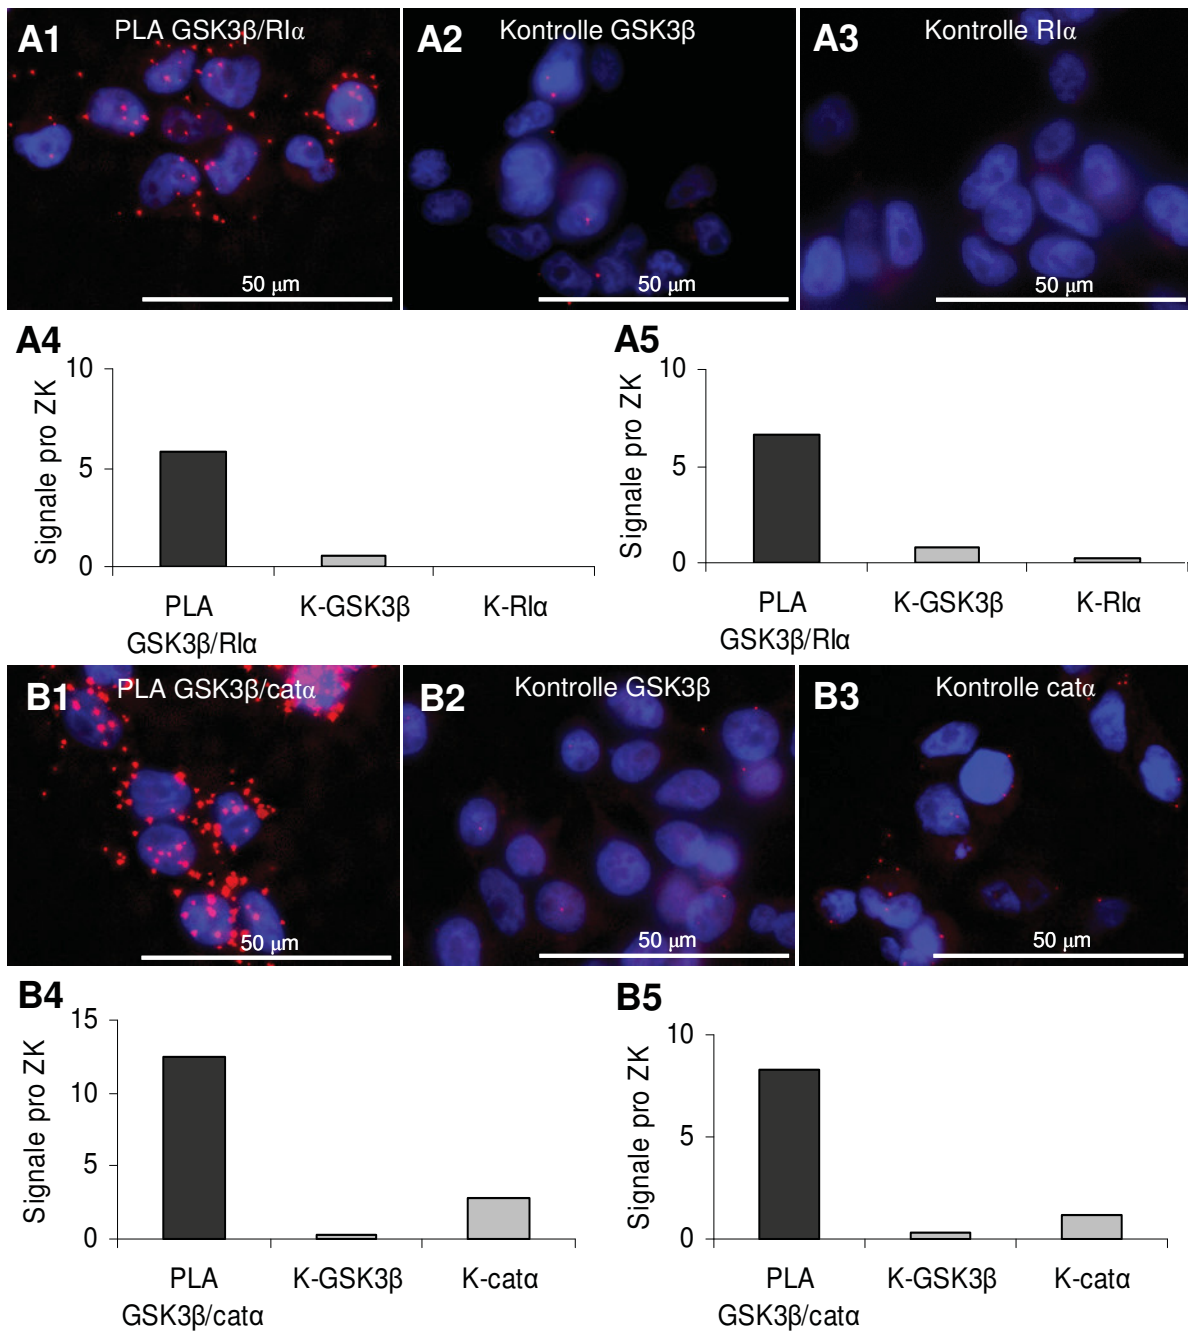 A1 PLA GSK3β/RIα
A2 Kontrolle GSK3β
A3 Kontrolle RIα
50 μm
50 μm
50 μm
A4
10
5
0
Signale pro ZK
PLA
GSK3β/RIα
K-GSK3β
K-RIα
A5
10
5
0
Signale pro ZK
PLA
GSK3β/RIα
K-GSK3β
K-RIα
B1 PLA GSK3β/catα
B2 Kontrolle GSK3β
B3 Kontrolle catα
50 μm
50 μm
50 μm
B4
15
10
5
0
Signale pro ZK
PLA
GSK3β/catα
K-GSK3β
K-catα
B5
10
5
0
Signale pro ZK
PLA
GSK3β/catα
K-GSK3β
K-catα